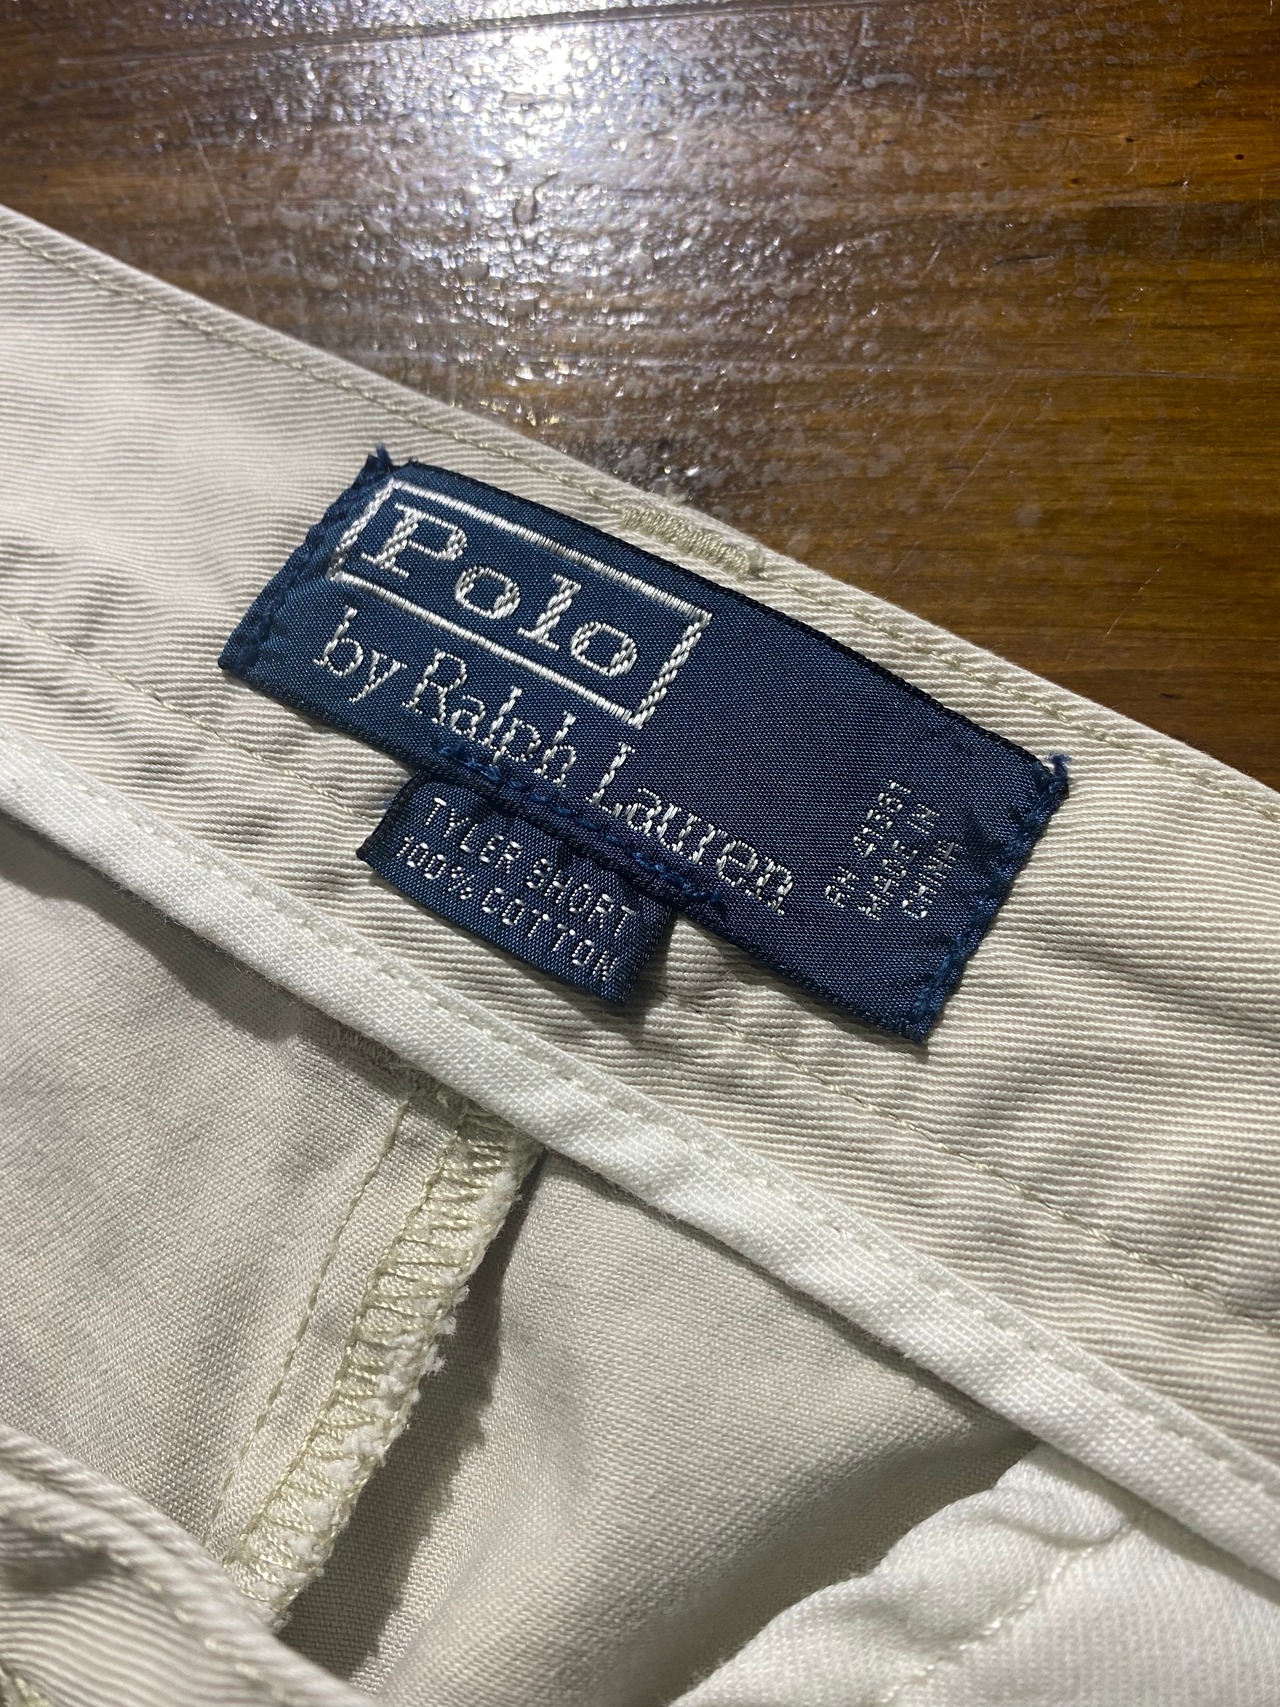 Polo
by Ralph Lauren
TYLER SHORT
100% COTTON
RN 41381
MADE IN
CHINA